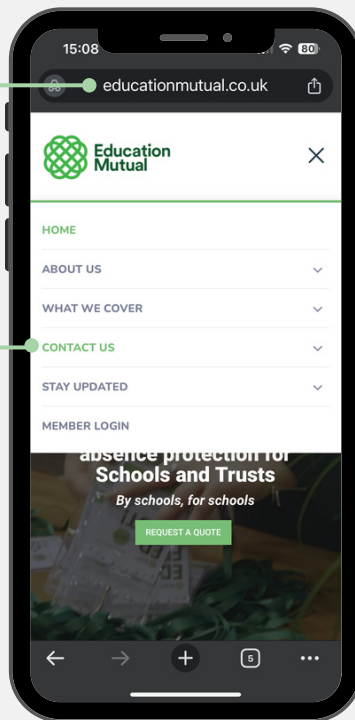 15:08
80
educationmutual.co.uk
Education
Mutual
HOME
ABOUT US
WHAT WE COVER
CONTACT US
STAY UPDATED
MEMBER LOGIN
absence protection for
Schools and Trusts
By schools, for schools
REQUEST A QUOTE
5